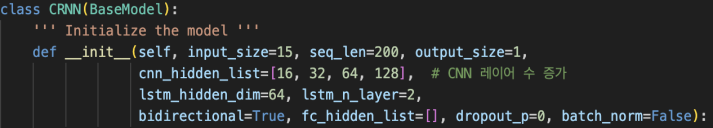 class CRNN(BaseModel):
''' Initialize the model '''
def __init__(self, input_size=15, seq_len=200, output_size=1,
cnn_hidden_list=[16, 32, 64, 128],  # CNN 레이어 수 증가
lstm_hidden_dim=64, lstm_n_layer=2,
bidirectional=True, fc_hidden_list=[], dropout_p=0, batch_norm=False):